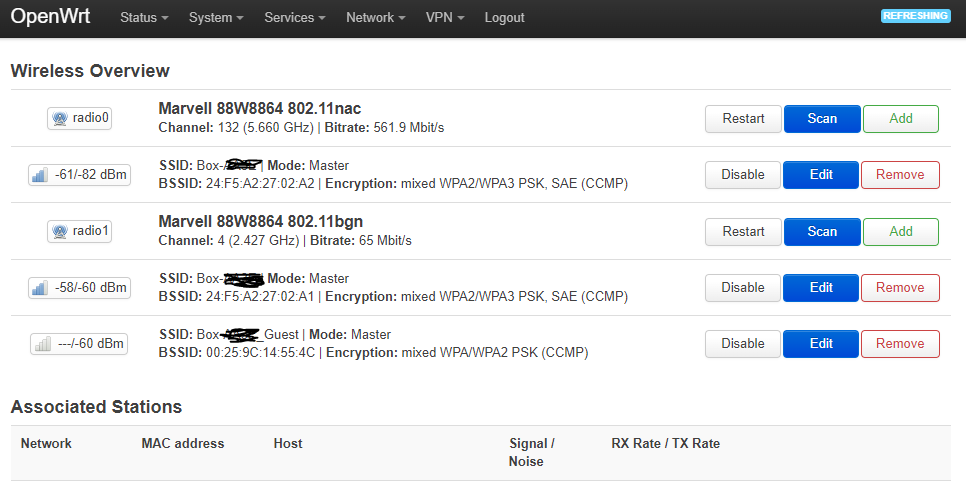 OpenWrt Status System Services Network VPN Logout REFRESHING
Wireless Overview
radio0 Marvell 88W8864 802.11nac
Channel: 132 (5.660 GHz) | Bitrate: 561.9 Mbit/s
Restart Scan Add
-61/-82 dBm SSID: Box- | Mode: Master
BSSID: 24:F5:A2:27:02:A2 | Encryption: mixed WPA2/WPA3 PSK, SAE (CCMP)
Disable Edit Remove
radio1 Marvell 88W8864 802.11bgn
Channel: 4 (2.427 GHz) | Bitrate: 65 Mbit/s
Restart Scan Add
-58/-60 dBm SSID: Box- | Mode: Master
BSSID: 24:F5:A2:27:02:A1 | Encryption: mixed WPA2/WPA3 PSK, SAE (CCMP)
Disable Edit Remove
---/-60 dBm SSID: Box- _Guest | Mode: Master
BSSID: 00:25:9C:14:55:4C | Encryption: mixed WPA/WPA2 PSK (CCMP)
Disable Edit Remove
Associated Stations
Network MAC address Host Signal / Noise RX Rate / TX Rate